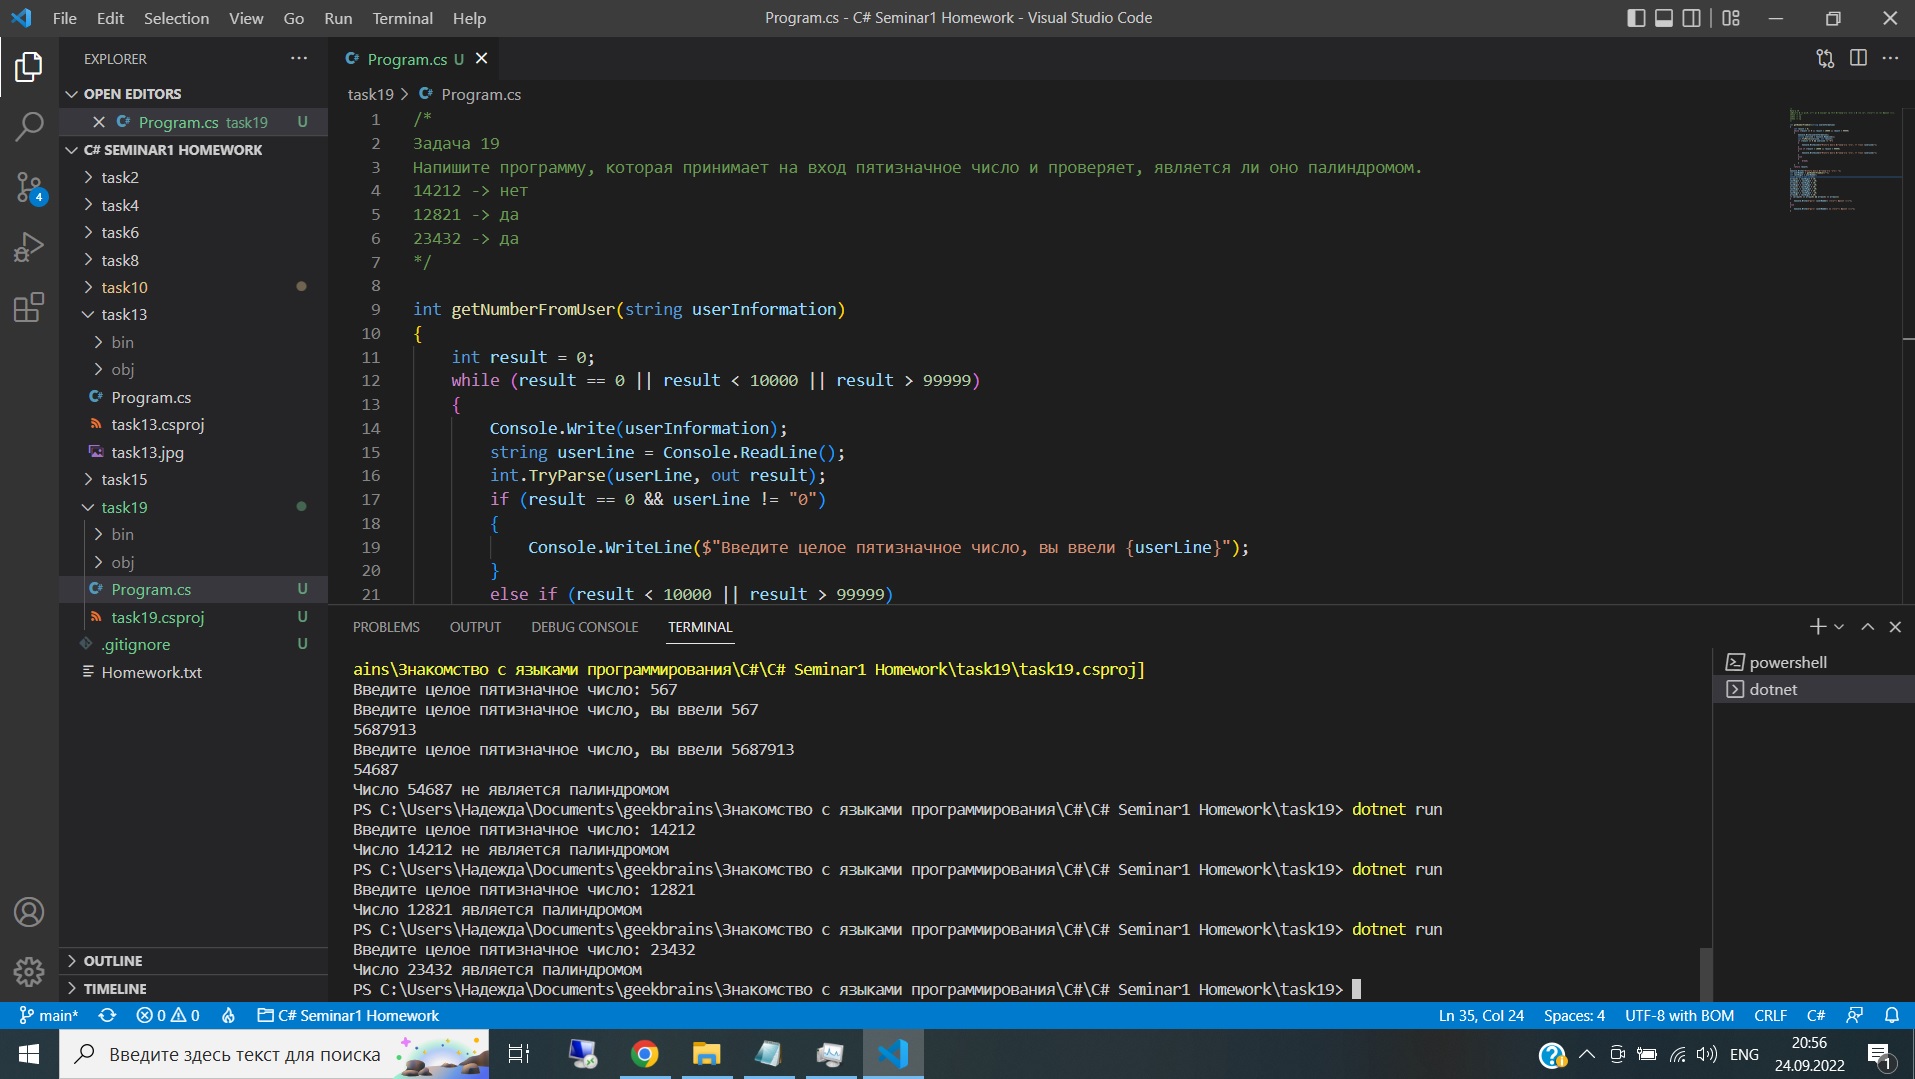 File Edit Selection View Go Run Terminal Help
Program.cs - C# Seminar1 Homework - Visual Studio Code
EXPLORER
OPEN EDITORS
Program.cs task19 U
C# SEMINAR1 HOMEWORK
task2
task4
task6
task8
task10
task13
bin
obj
Program.cs
task13.csproj
task13.jpg
task15
task19
bin
obj
Program.cs U
task19.csproj U
.gitignore U
Homework.txt
OUTLINE
TIMELINE
4
Program.cs U
task19 > Program.cs
1 /*
2 Задача 19
3 Напишите программу, которая принимает на вход пятизначное число и проверяет, является ли оно палиндромом.
4 14212 -> нет
5 12821 -> да
6 23432 -> да
7 */
8
9 int getNumberFromUser(string userInformation)
10 {
11 int result = 0;
12 while (result == 0 || result < 10000 || result > 99999)
13 {
14 Console.Write(userInformation);
15 string userLine = Console.ReadLine();
16 int.TryParse(userLine, out result);
17 if (result == 0 && userLine != "0")
18 {
19 Console.WriteLine($"Введите целое пятизначное число, вы ввели {userLine}");
20 }
21 else if (result < 10000 || result > 99999)
PROBLEMS OUTPUT DEBUG CONSOLE TERMINAL
ains\Знакомство с языками программирования\C#\C# Seminar1 Homework\task19\task19.csproj]
Введите целое пятизначное число: 567
Введите целое пятизначное число, вы ввели 567
5687913
Введите целое пятизначное число, вы ввели 5687913
54687
Число 54687 не является палиндромом
PS C:\Users\Надежда\Documents\geekbrains\Знакомство с языками программирования\C#\C# Seminar1 Homework\task19> dotnet run
Введите целое пятизначное число: 14212
Число 14212 не является палиндромом
PS C:\Users\Надежда\Documents\geekbrains\Знакомство с языками программирования\C#\C# Seminar1 Homework\task19> dotnet run
Введите целое пятизначное число: 12821
Число 12821 является палиндромом
PS C:\Users\Надежда\Documents\geekbrains\Знакомство с языками программирования\C#\C# Seminar1 Homework\task19> dotnet run
Введите целое пятизначное число: 23432
Число 23432 является палиндромом
PS C:\Users\Надежда\Documents\geekbrains\Знакомство с языками программирования\C#\C# Seminar1 Homework\task19>
powershell
dotnet
main* 0 0 C# Seminar1 Homework
Ln 35, Col 24 Spaces: 4 UTF-8 with BOM CRLF C#
Введите здесь текст для поиска
ENG
20:56
24.09.2022
1